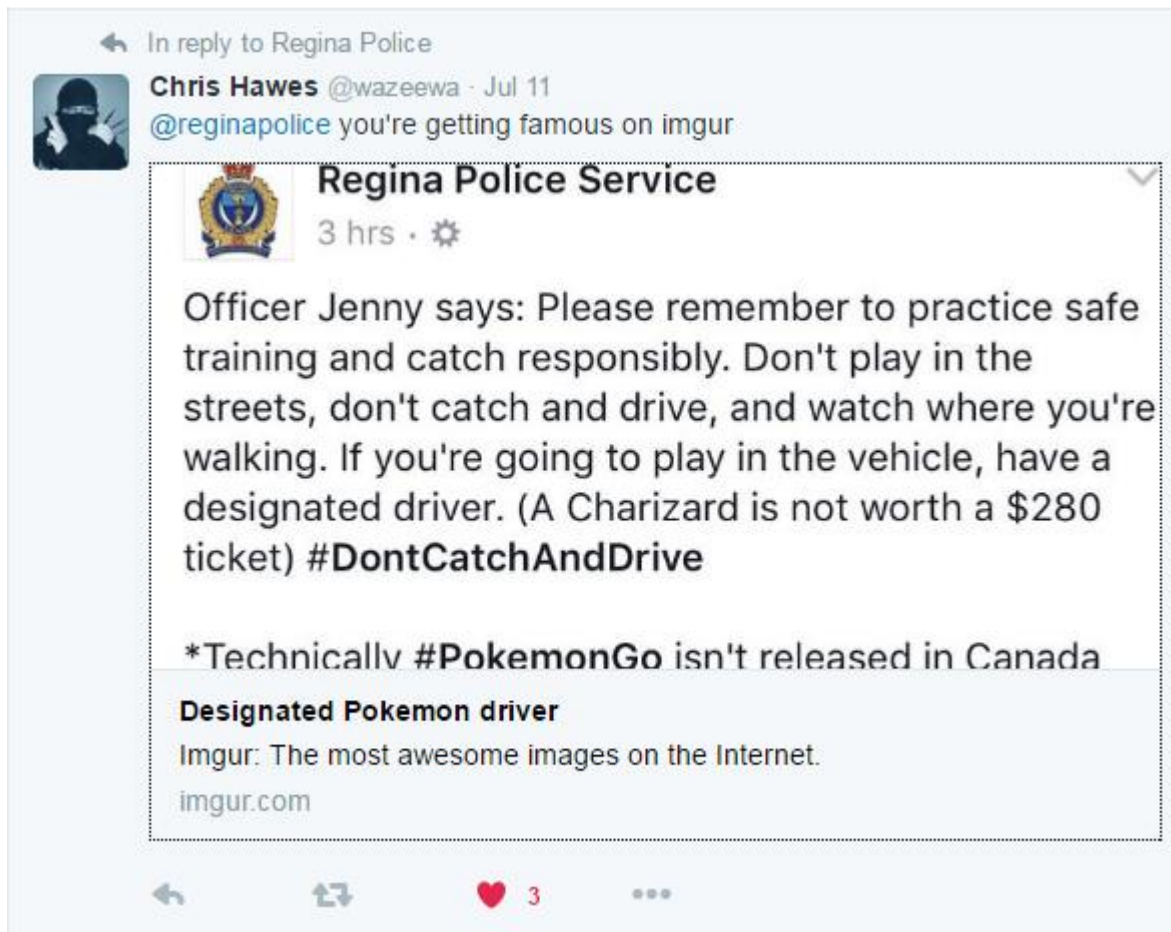 In reply to Regina Police
Chris Hawes @wazeewa · Jul 11
@reginapolice you're getting famous on imgur
Regina Police Service
3 hrs ·
Officer Jenny says: Please remember to practice safe
training and catch responsibly. Don't play in the
streets, don't catch and drive, and watch where you're
walking. If you're going to play in the vehicle, have a
designated driver. (A Charizard is not worth a $280
ticket) #DontCatchAndDrive
*Technically #PokemonGo isn't released in Canada
Designated Pokemon driver
Imgur: The most awesome images on the Internet.
imgur.com
3